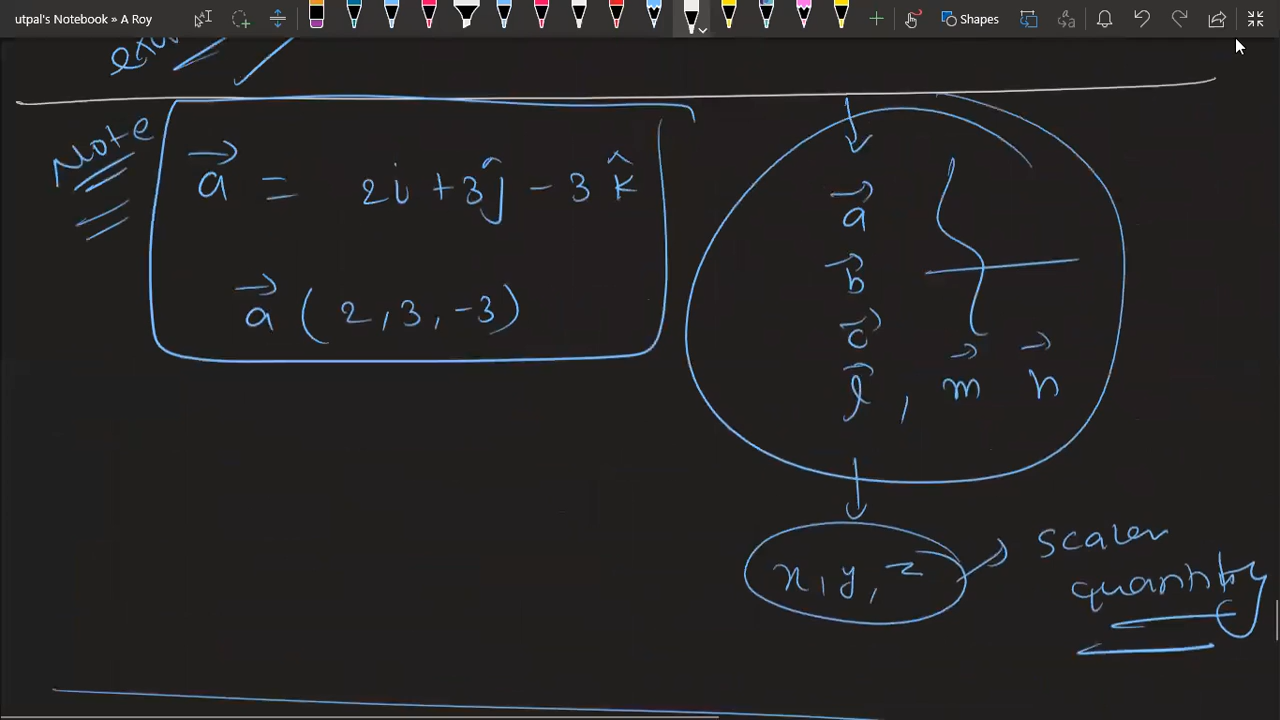 utpal's Notebook » A Roy
Shapes
Note
a⃗ = 2i + 3ĵ - 3 k̂
a⃗ (2, 3, -3)
a⃗
b⃗
c⃗
l⃗, m⃗ n⃗
x, y, z
scaler
quantity